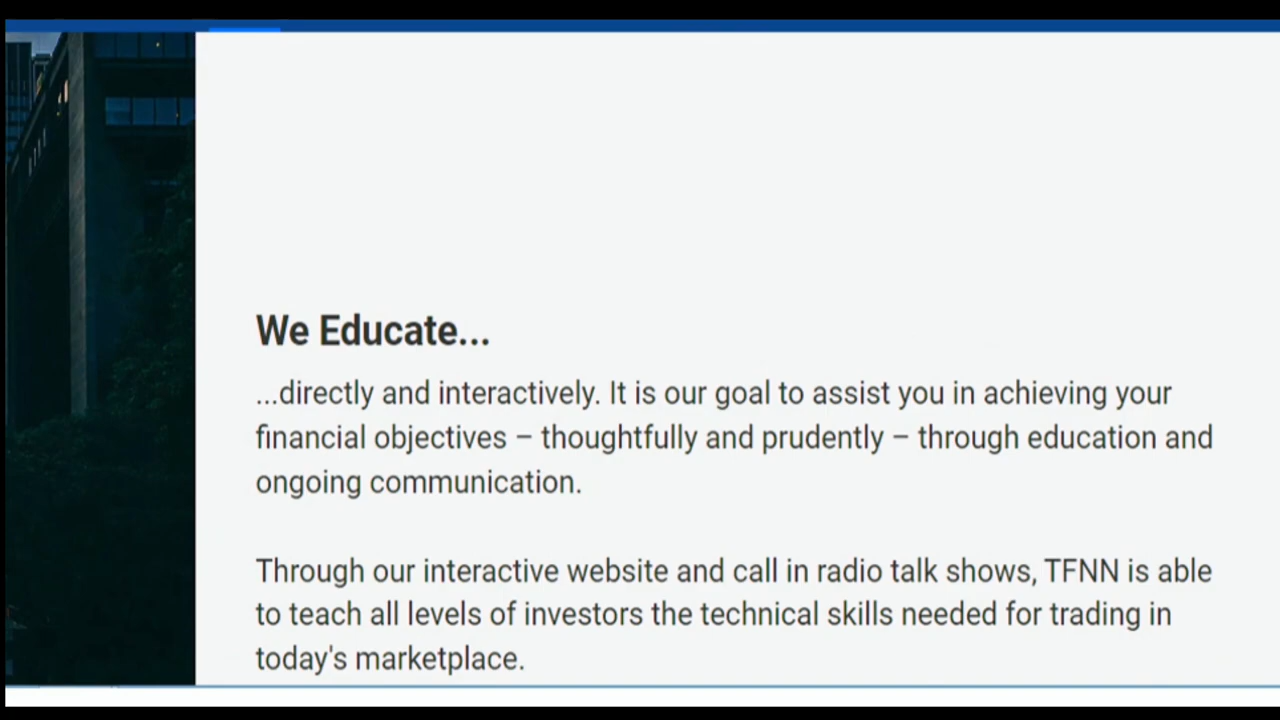 We Educate...
...directly and interactively. It is our goal to assist you in achieving your
financial objectives – thoughtfully and prudently – through education and
ongoing communication.
Through our interactive website and call in radio talk shows, TFNN is able
to teach all levels of investors the technical skills needed for trading in
today's marketplace.